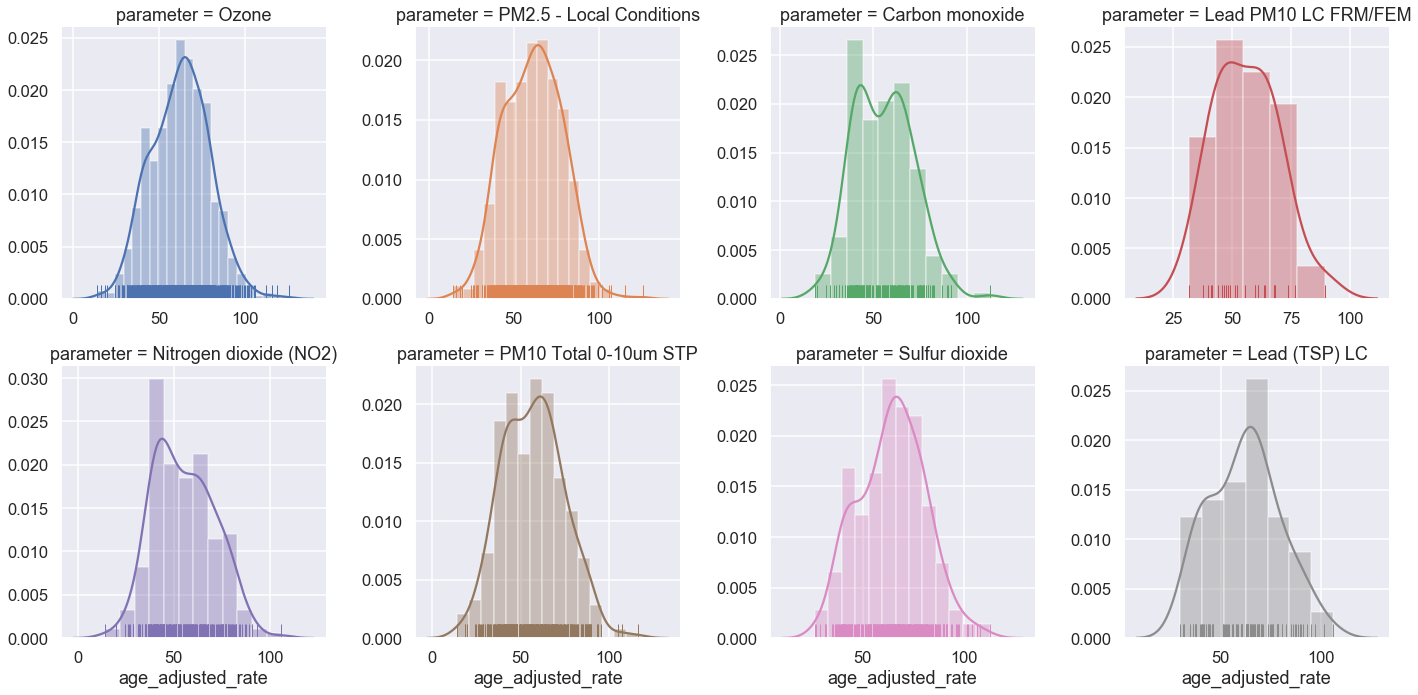 parameter = Ozone
0.025
0.020
0.015
0.010
0.005
0.000
0 50 100
parameter = PM2.5 - Local Conditions
0.020
0.015
0.010
0.005
0.000
0 50 100
parameter = Carbon monoxide
0.025
0.020
0.015
0.010
0.005
0.000
0 50 100
parameter = Lead PM10 LC FRM/FEM
0.025
0.020
0.015
0.010
0.005
0.000
25 50 75 100
parameter = Nitrogen dioxide (NO2)
0.030
0.025
0.020
0.015
0.010
0.005
0.000
0 50 100
age_adjusted_rate
parameter = PM10 Total 0-10um STP
0.020
0.015
0.010
0.005
0.000
0 50 100
age_adjusted_rate
parameter = Sulfur dioxide
0.025
0.020
0.015
0.010
0.005
0.000
50 100
age_adjusted_rate
parameter = Lead (TSP) LC
0.025
0.020
0.015
0.010
0.005
0.000
50 100
age_adjusted_rate